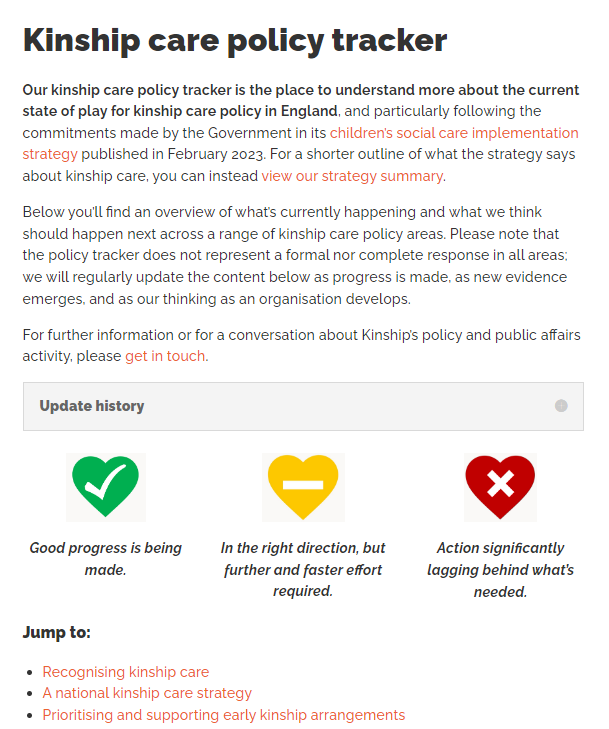 Kinship care policy tracker
Our kinship care policy tracker is the place to understand more about the current
state of play for kinship care policy in England, and particularly following the
commitments made by the Government in its children's social care implementation
strategy published in February 2023. For a shorter outline of what the strategy says
about kinship care, you can instead view our strategy summary.
Below you'll find an overview of what's currently happening and what we think
should happen next across a range of kinship care policy areas. Please note that
the policy tracker does not represent a formal nor complete response in all areas;
we will regularly update the content below as progress is made, as new evidence
emerges, and as our thinking as an organisation develops.
For further information or for a conversation about Kinship's policy and public affairs
activity, please get in touch.
Update history
Good progress is being
made.
In the right direction, but
further and faster effort
required.
Action significantly
lagging behind what's
needed.
Jump to:
• Recognising kinship care
• A national kinship care strategy
• Prioritising and supporting early kinship arrangements